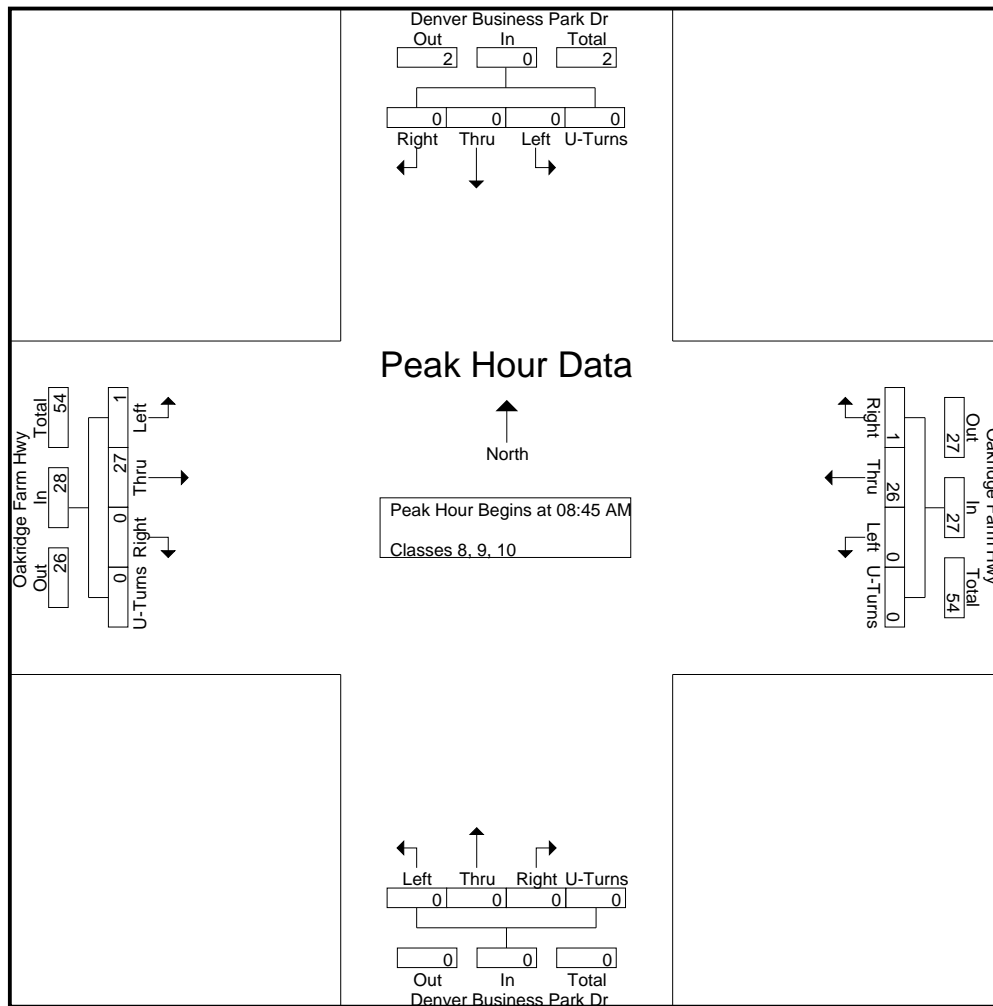 Denver Business Park Dr
Out In Total
2 0 2
0 0 0 0
Right Thru Left U-Turns
Peak Hour Data
North
Peak Hour Begins at 08:45 AM
Classes 8, 9, 10
Oakridge Farm Hwy
Out In Total
26 28 54
U-Turns Right Thru Left
0 0 27 1
Right Thru Left U-Turns
1 26 0 0
Out In Total
27 27 54
Oakridge Farm Hwy
Left Thru Right U-Turns
0 0 0 0
0 0 0
Out In Total
Denver Business Park Dr